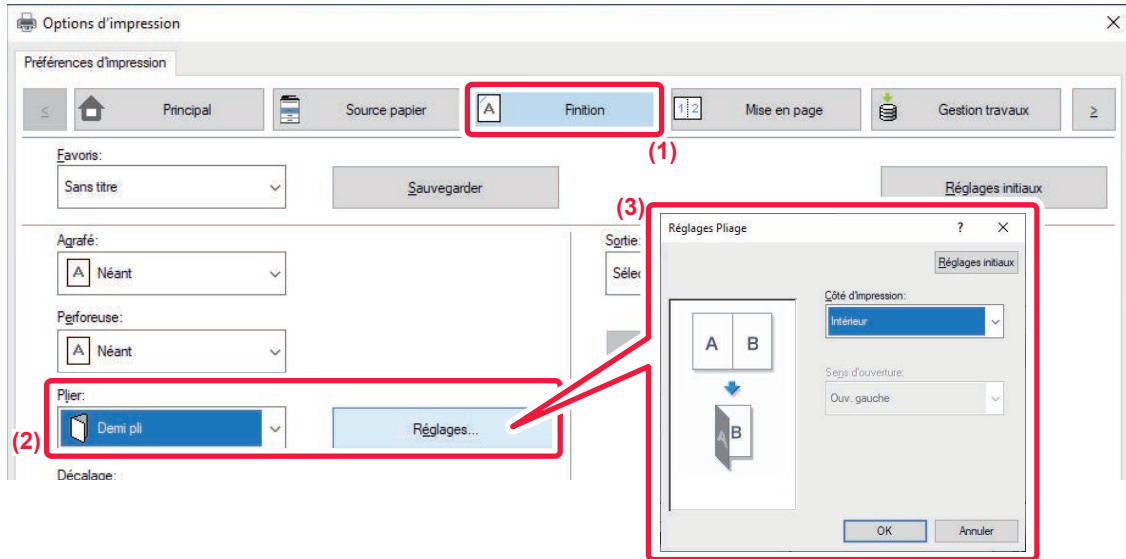 Options d'impression
Préférences d'impression
< Principal Source papier A Finition 1 2 Mise en page Gestion travaux >
(1)
Favoris:
Sans titre Sauvegarder Réglages initiaux
(3)
Agrafé: Sortie:
A Néant Sélec
Perforeuse:
A Néant
Plier:
(2) Demi pli Réglages...
Décalage:
Réglages Pliage ?
Réglages initiaux
Côté d'impression:
Intérieur
A B
Sens d'ouverture:
Ouv. gauche
A B
OK Annuler